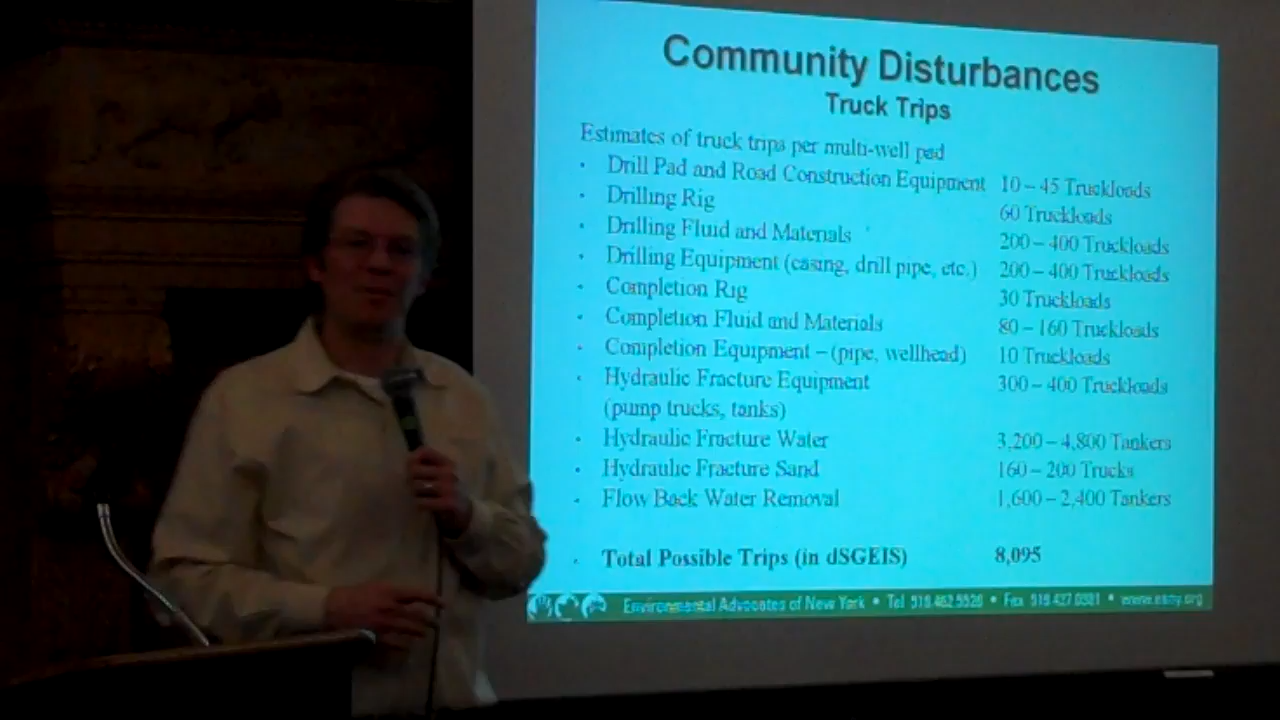 Community Disturbances
Truck Trips
Estimates of truck trips per multi-well pad
· Drill Pad and Road Construction Equipment 10 – 45 Truckloads
· Drilling Rig 60 Truckloads
· Drilling Fluid and Materials 200 – 400 Truckloads
· Drilling Equipment (casing, drill pipe, etc.) 200 – 400 Truckloads
· Completion Rig 30 Truckloads
· Completion Fluid and Materials 80 – 160 Truckloads
· Completion Equipment – (pipe, wellhead) 10 Truckloads
· Hydraulic Fracture Equipment 300 – 400 Truckloads
(pump trucks, tanks)
· Hydraulic Fracture Water 3,200 – 4,800 Tankers
· Hydraulic Fracture Sand 160 – 200 Trucks
· Flow Back Water Removal 1,600 – 2,400 Tankers
· Total Possible Trips (in dSGEIS) 8,095
Environmental Advocates of New York • Tel 518.462.5526 • Fax